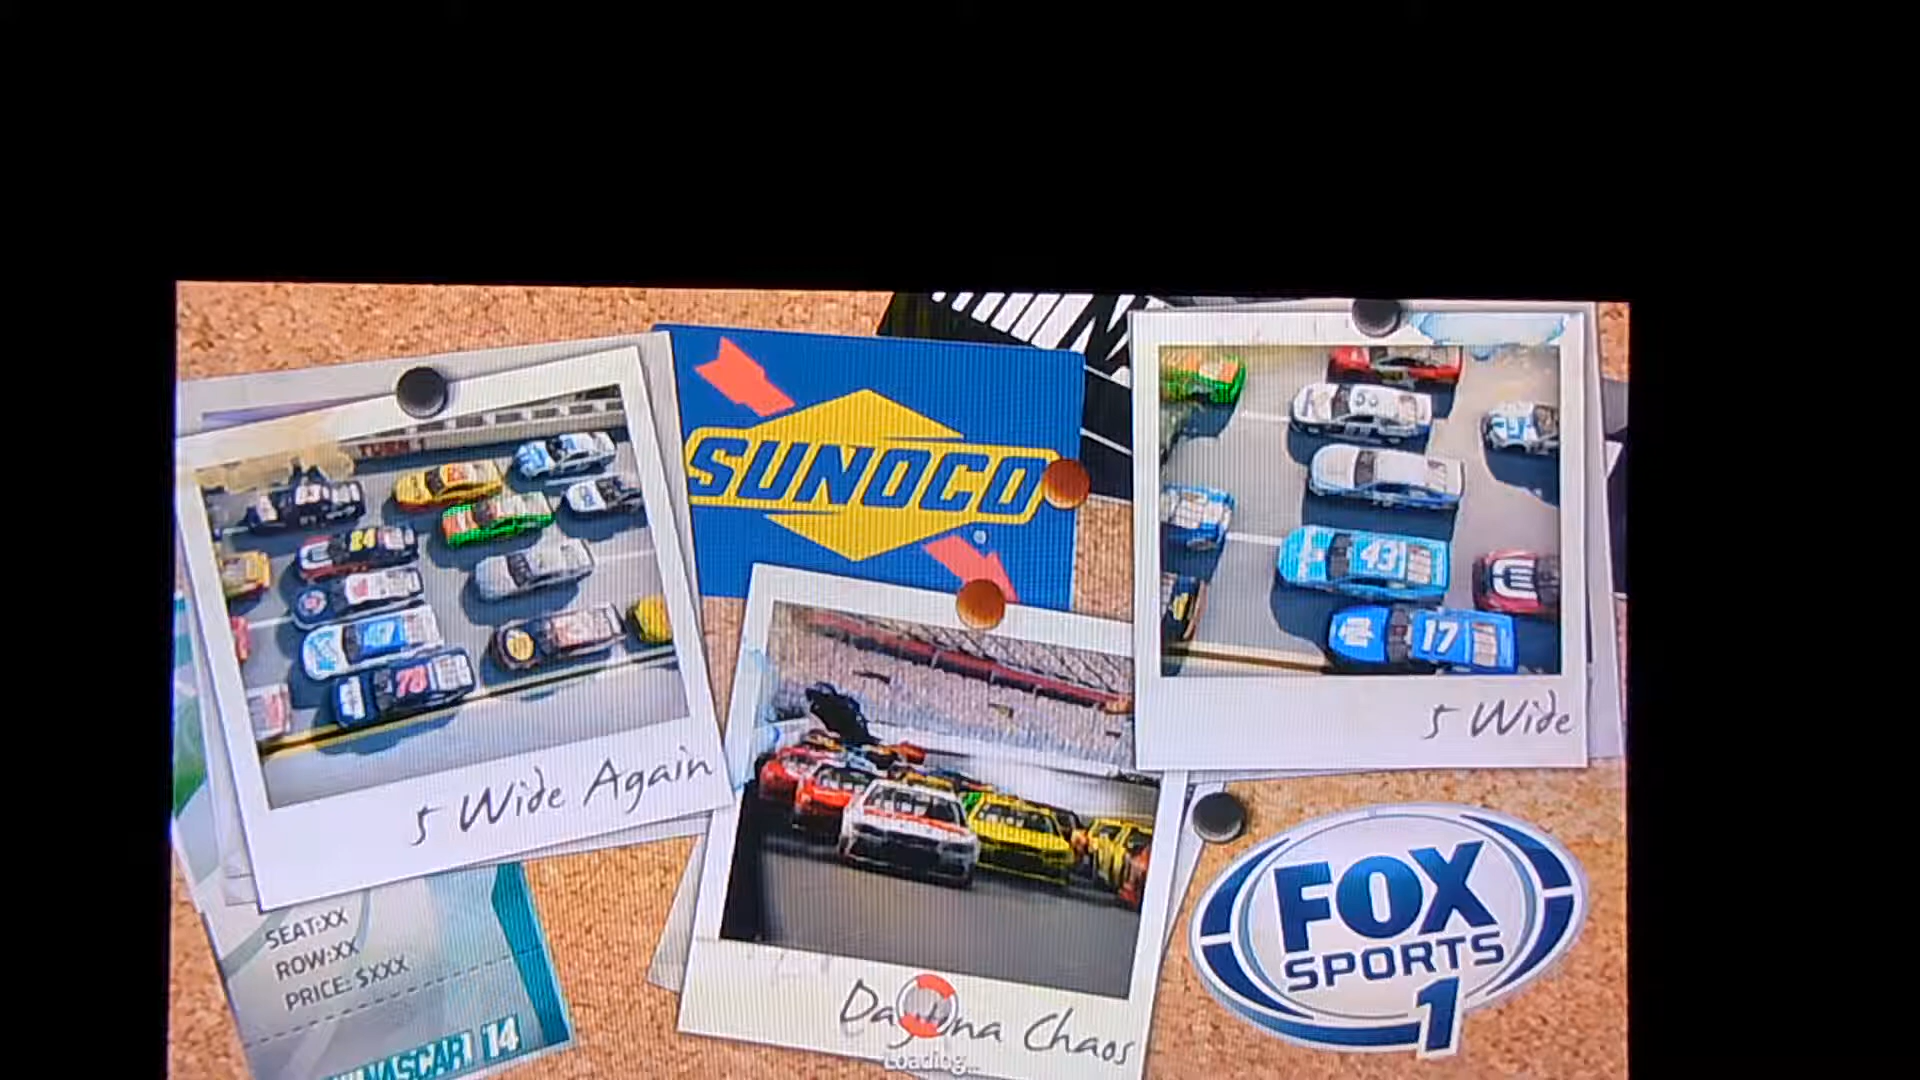 SUNOCO
®
55
43
17
5 Wide
24
78
5 Wide Again
SEAT:XX
ROW:XX
PRICE: $XXX
NASCAR 14
Daytona Chaos
Loading...
FOX
SPORTS
1